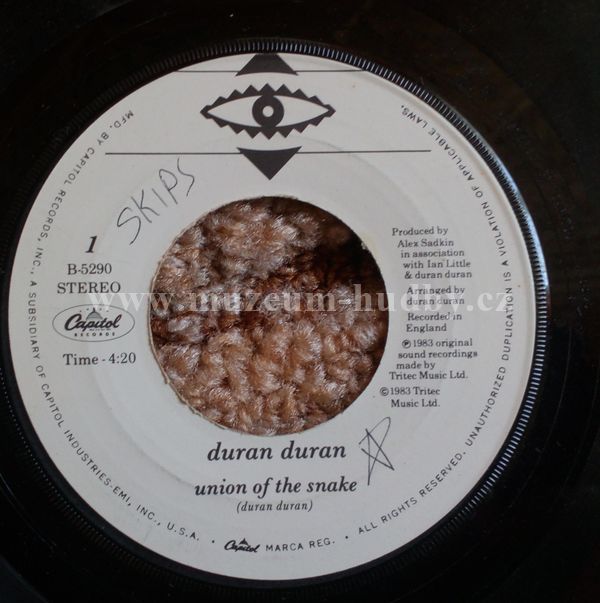 SKIPS
1
B-5290
STEREO
Capitol
RECORDS
Time - 4:20
Produced by
Alex Sadkin
in association
with Ian Little
& duran duran
Arranged by
duran duran
Recorded in
England
℗ 1983 original
sound recordings
made by
Tritec Music Ltd.
© 1983 Tritec
Music Ltd.
www.muzeum-hudby.cz
duran duran
union of the snake
(duran duran)
MFD. BY CAPITOL RECORDS, INC., A SUBSIDIARY OF CAPITOL INDUSTRIES-EMI, INC., U.S.A. • Capitol MARCA REG. • ALL RIGHTS RESERVED. UNAUTHORIZED DUPLICATION IS A VIOLATION OF APPLICABLE LAWS.